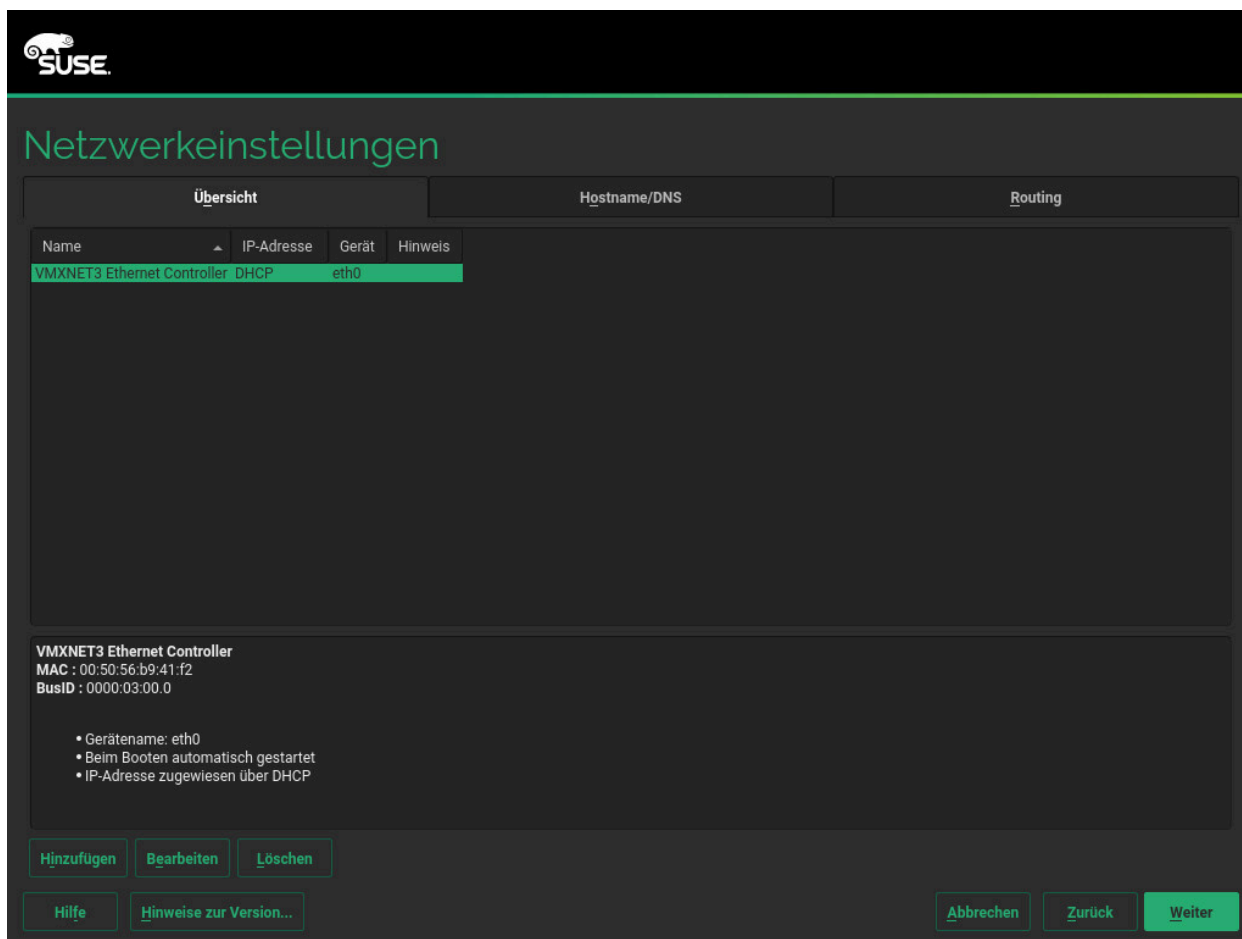 SUSE.
Netzwerkeinstellungen
Übersicht Hostname/DNS Routing
Name IP-Adresse Gerät Hinweis
VMXNET3 Ethernet Controller DHCP eth0
VMXNET3 Ethernet Controller
MAC : 00:50:56:b9:41:f2
BusID : 0000:03:00.0
• Gerätename: eth0
• Beim Booten automatisch gestartet
• IP-Adresse zugewiesen über DHCP
Hinzufügen Bearbeiten Löschen
Hilfe Hinweise zur Version... Abbrechen Zurück Weiter